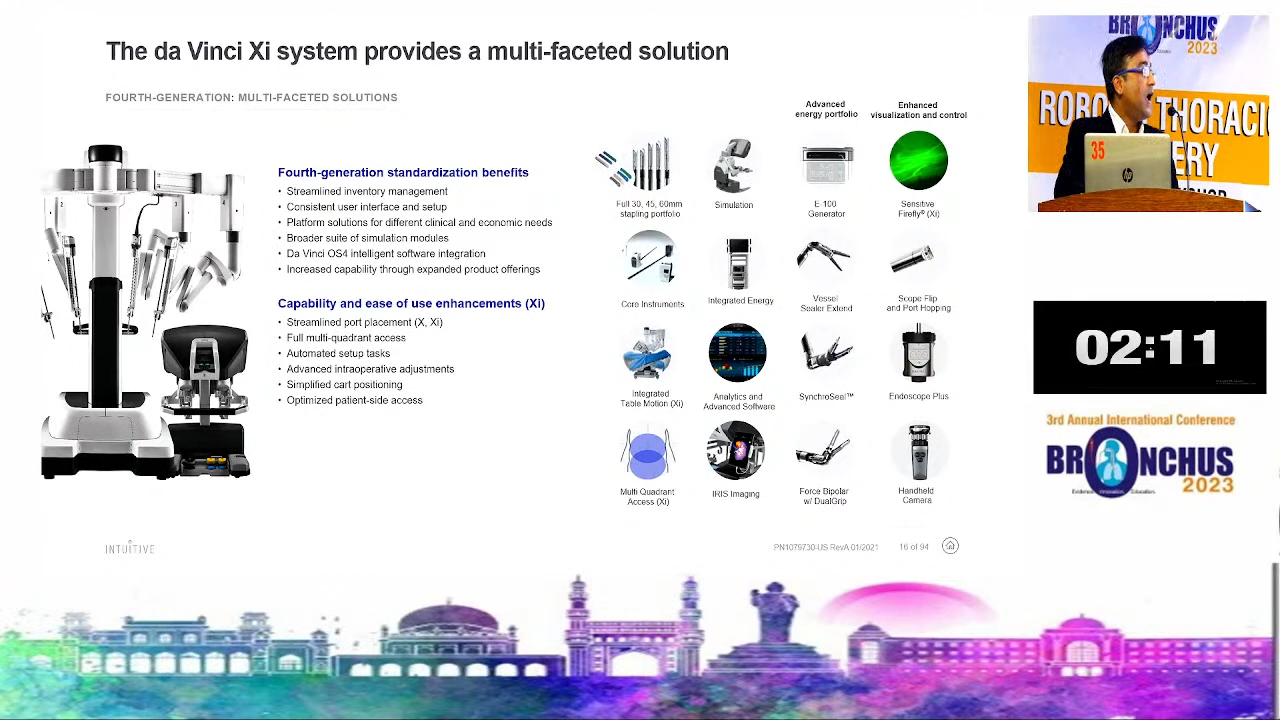 The da Vinci Xi system provides a multi-faceted solution
FOURTH-GENERATION: MULTI-FACETED SOLUTIONS
Fourth-generation standardization benefits
• Streamlined inventory management
• Consistent user interface and setup
• Platform solutions for different clinical and economic needs
• Broader suite of simulation modules
• Da Vinci OS4 intelligent software integration
• Increased capability through expanded product offerings
Capability and ease of use enhancements (Xi)
• Streamlined port placement (X, Xi)
• Full multi-quadrant access
• Automated setup tasks
• Advanced intraoperative adjustments
• Simplified cart positioning
• Optimized patient-side access
Advanced
energy portfolio
Enhanced
visualization and control
Full 30, 45, 60mm
stapling portfolio
Simulation
E-100
Generator
Sensitive
Firefly® (Xi)
Core Instruments
Integrated Energy
Vessel
Sealer Extend
Scope Flip
and Port Hopping
Integrated
Table Motion (Xi)
Analytics and
Advanced Software
SynchroSeal™
Endoscope Plus
Multi Quadrant
Access (Xi)
IRIS Imaging
Force Bipolar
w/ DualGrip
Handheld
Camera
INTUITIVE
PN1079730-US RevA 01/2021
16 of 94
BRONCHUS
2023
THORACIC
35
hp
02:11
3rd Annual International Conference
BRONCHUS
2023
Evidence Innovation Education